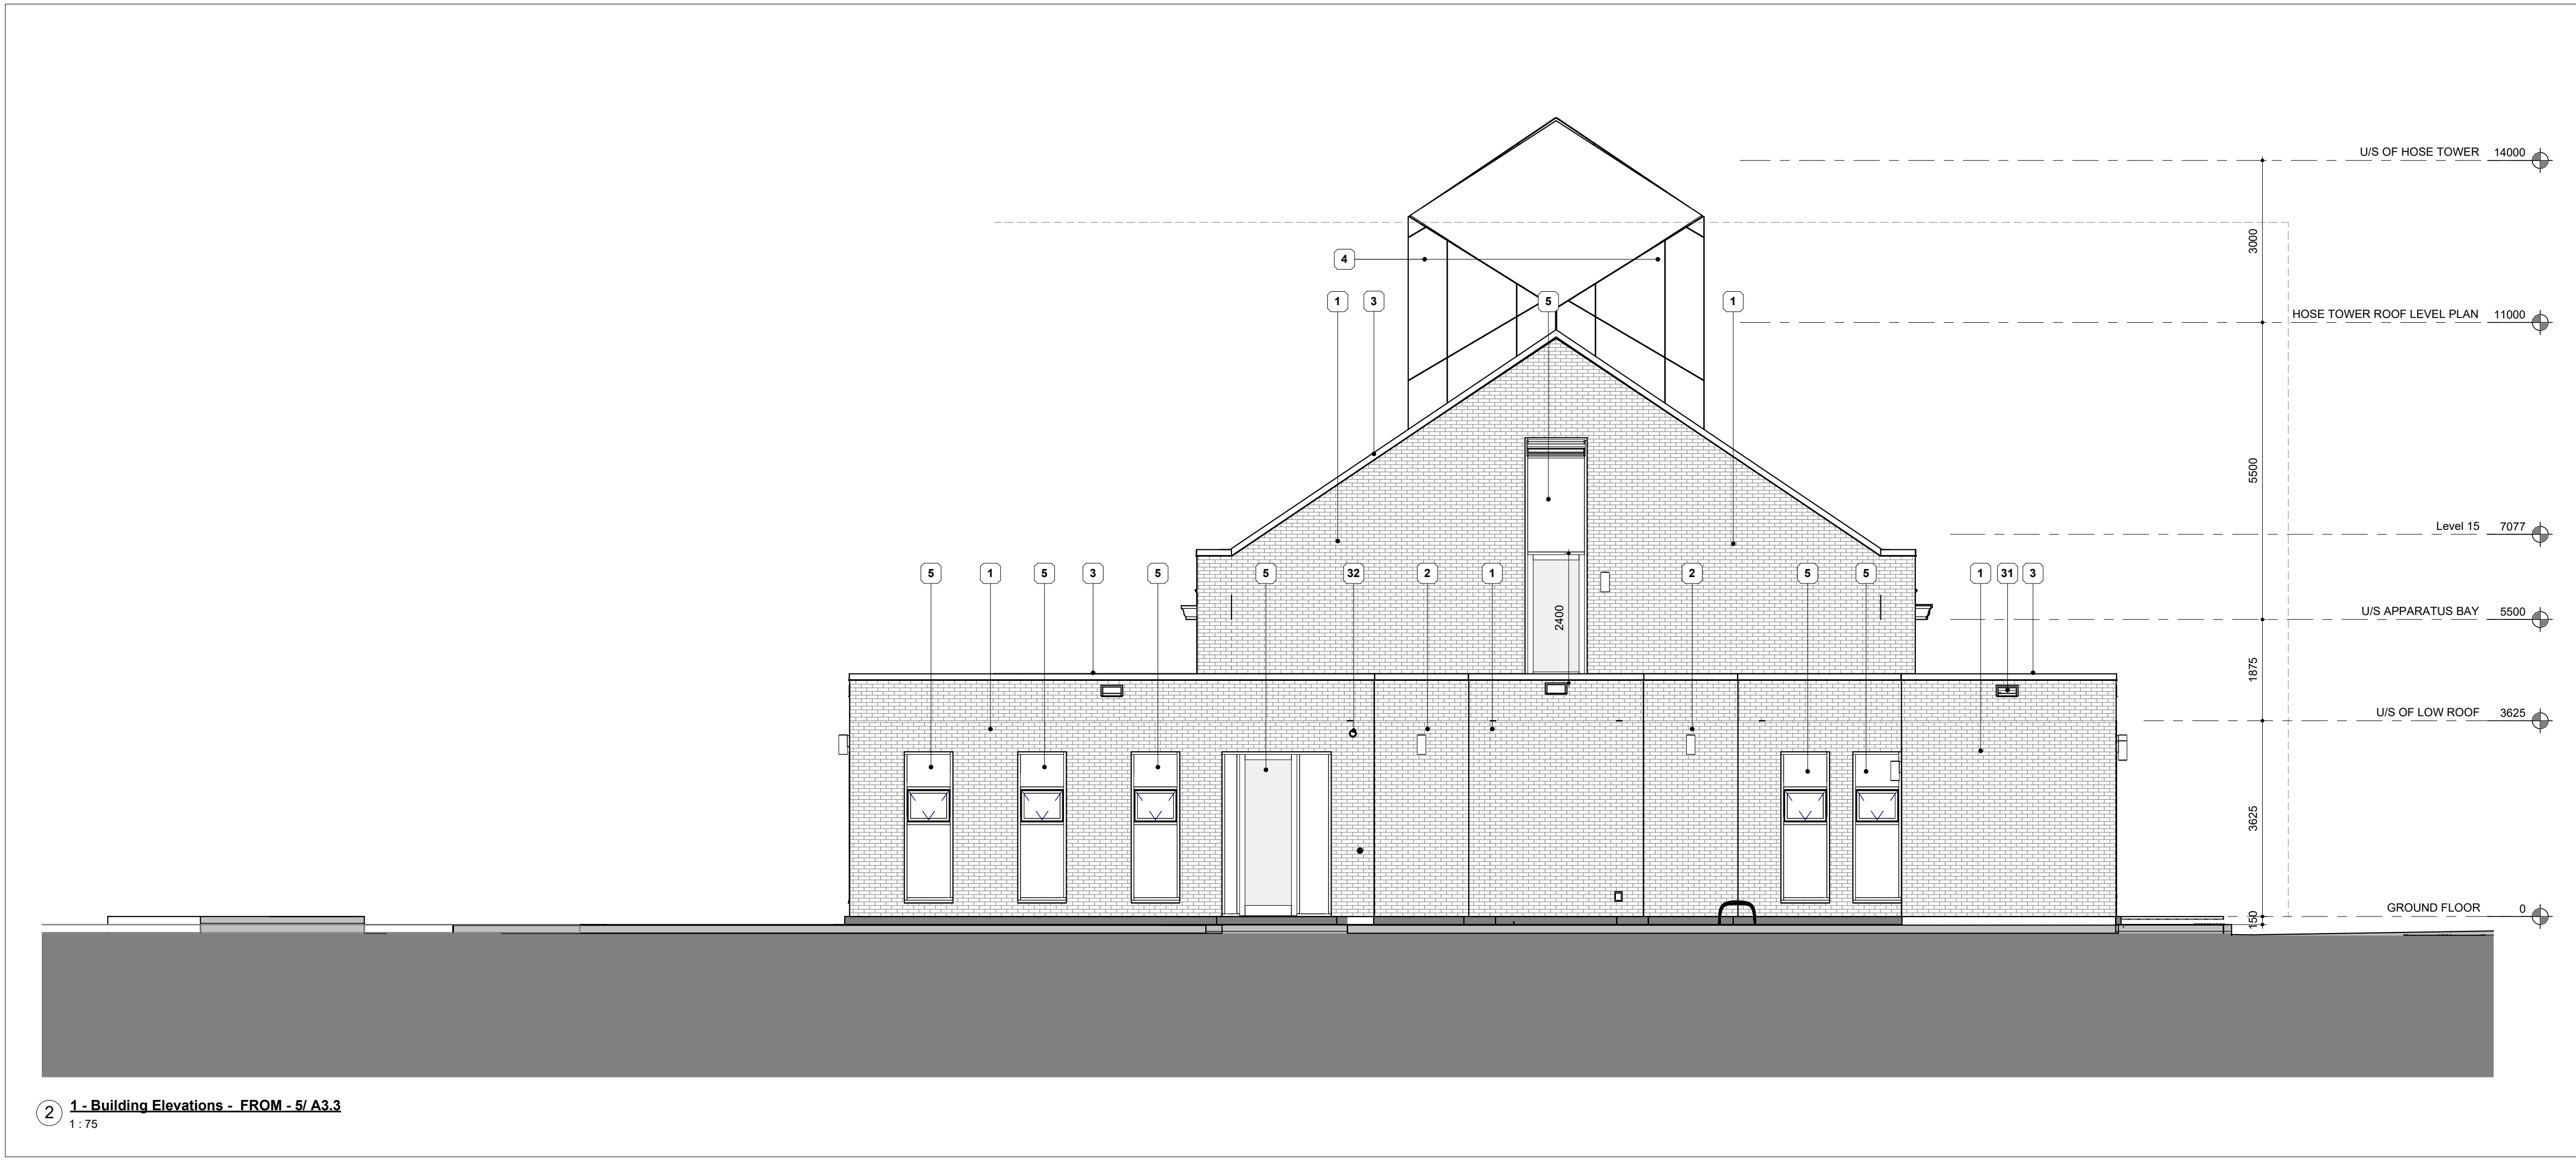 U/S OF HOSE TOWER 14000
3000
4
1 3 5 1
HOSE TOWER ROOF LEVEL PLAN 11000
5500
Level 15 7077
5 1 5 3 5 5 32 2 1 2 5 5 1 31 3
2400
U/S APPARATUS BAY 5500
1875
U/S OF LOW ROOF 3625
3625
GROUND FLOOR 0
150
2 1 - Building Elevations - FROM - 5/ A3.3
1 : 75